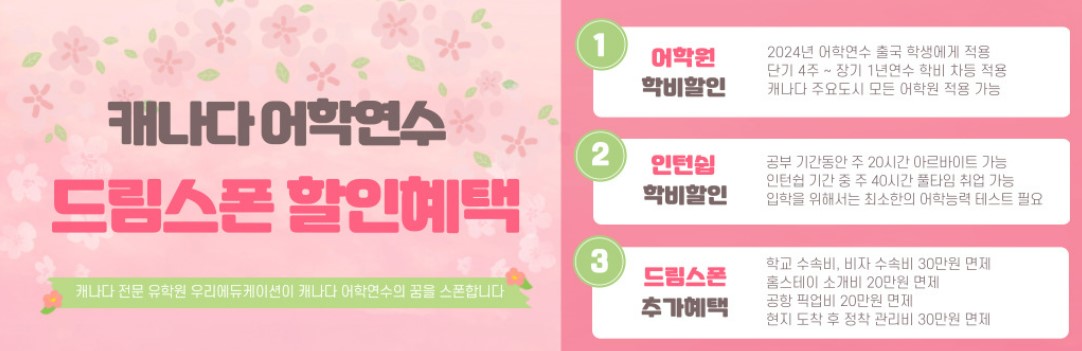 캐나다 어학연수
드림스폰 할인혜택
캐나다 전문 유학원 우리에듀케이션이 캐나다 어학연수의 꿈을 스폰합니다
1
어학원
학비할인
2024년 어학연수 출국 학생에게 적용
단기 4주 ~ 장기 1년연수 학비 차등 적용
캐나다 주요도시 모든 어학원 적용 가능
2
인턴쉽
학비할인
공부 기간동안 주 20시간 아르바이트 가능
인턴쉽 기간 중 주 40시간 풀타임 취업 가능
입학을 위해서는 최소한의 어학능력 테스트 필요
3
드림스폰
추가혜택
학교 수속비, 비자 수속비 30만원 면제
홈스테이 소개비 20만원 면제
공항 픽업비 20만원 면제
현지 도착 후 정착 관리비 30만원 면제